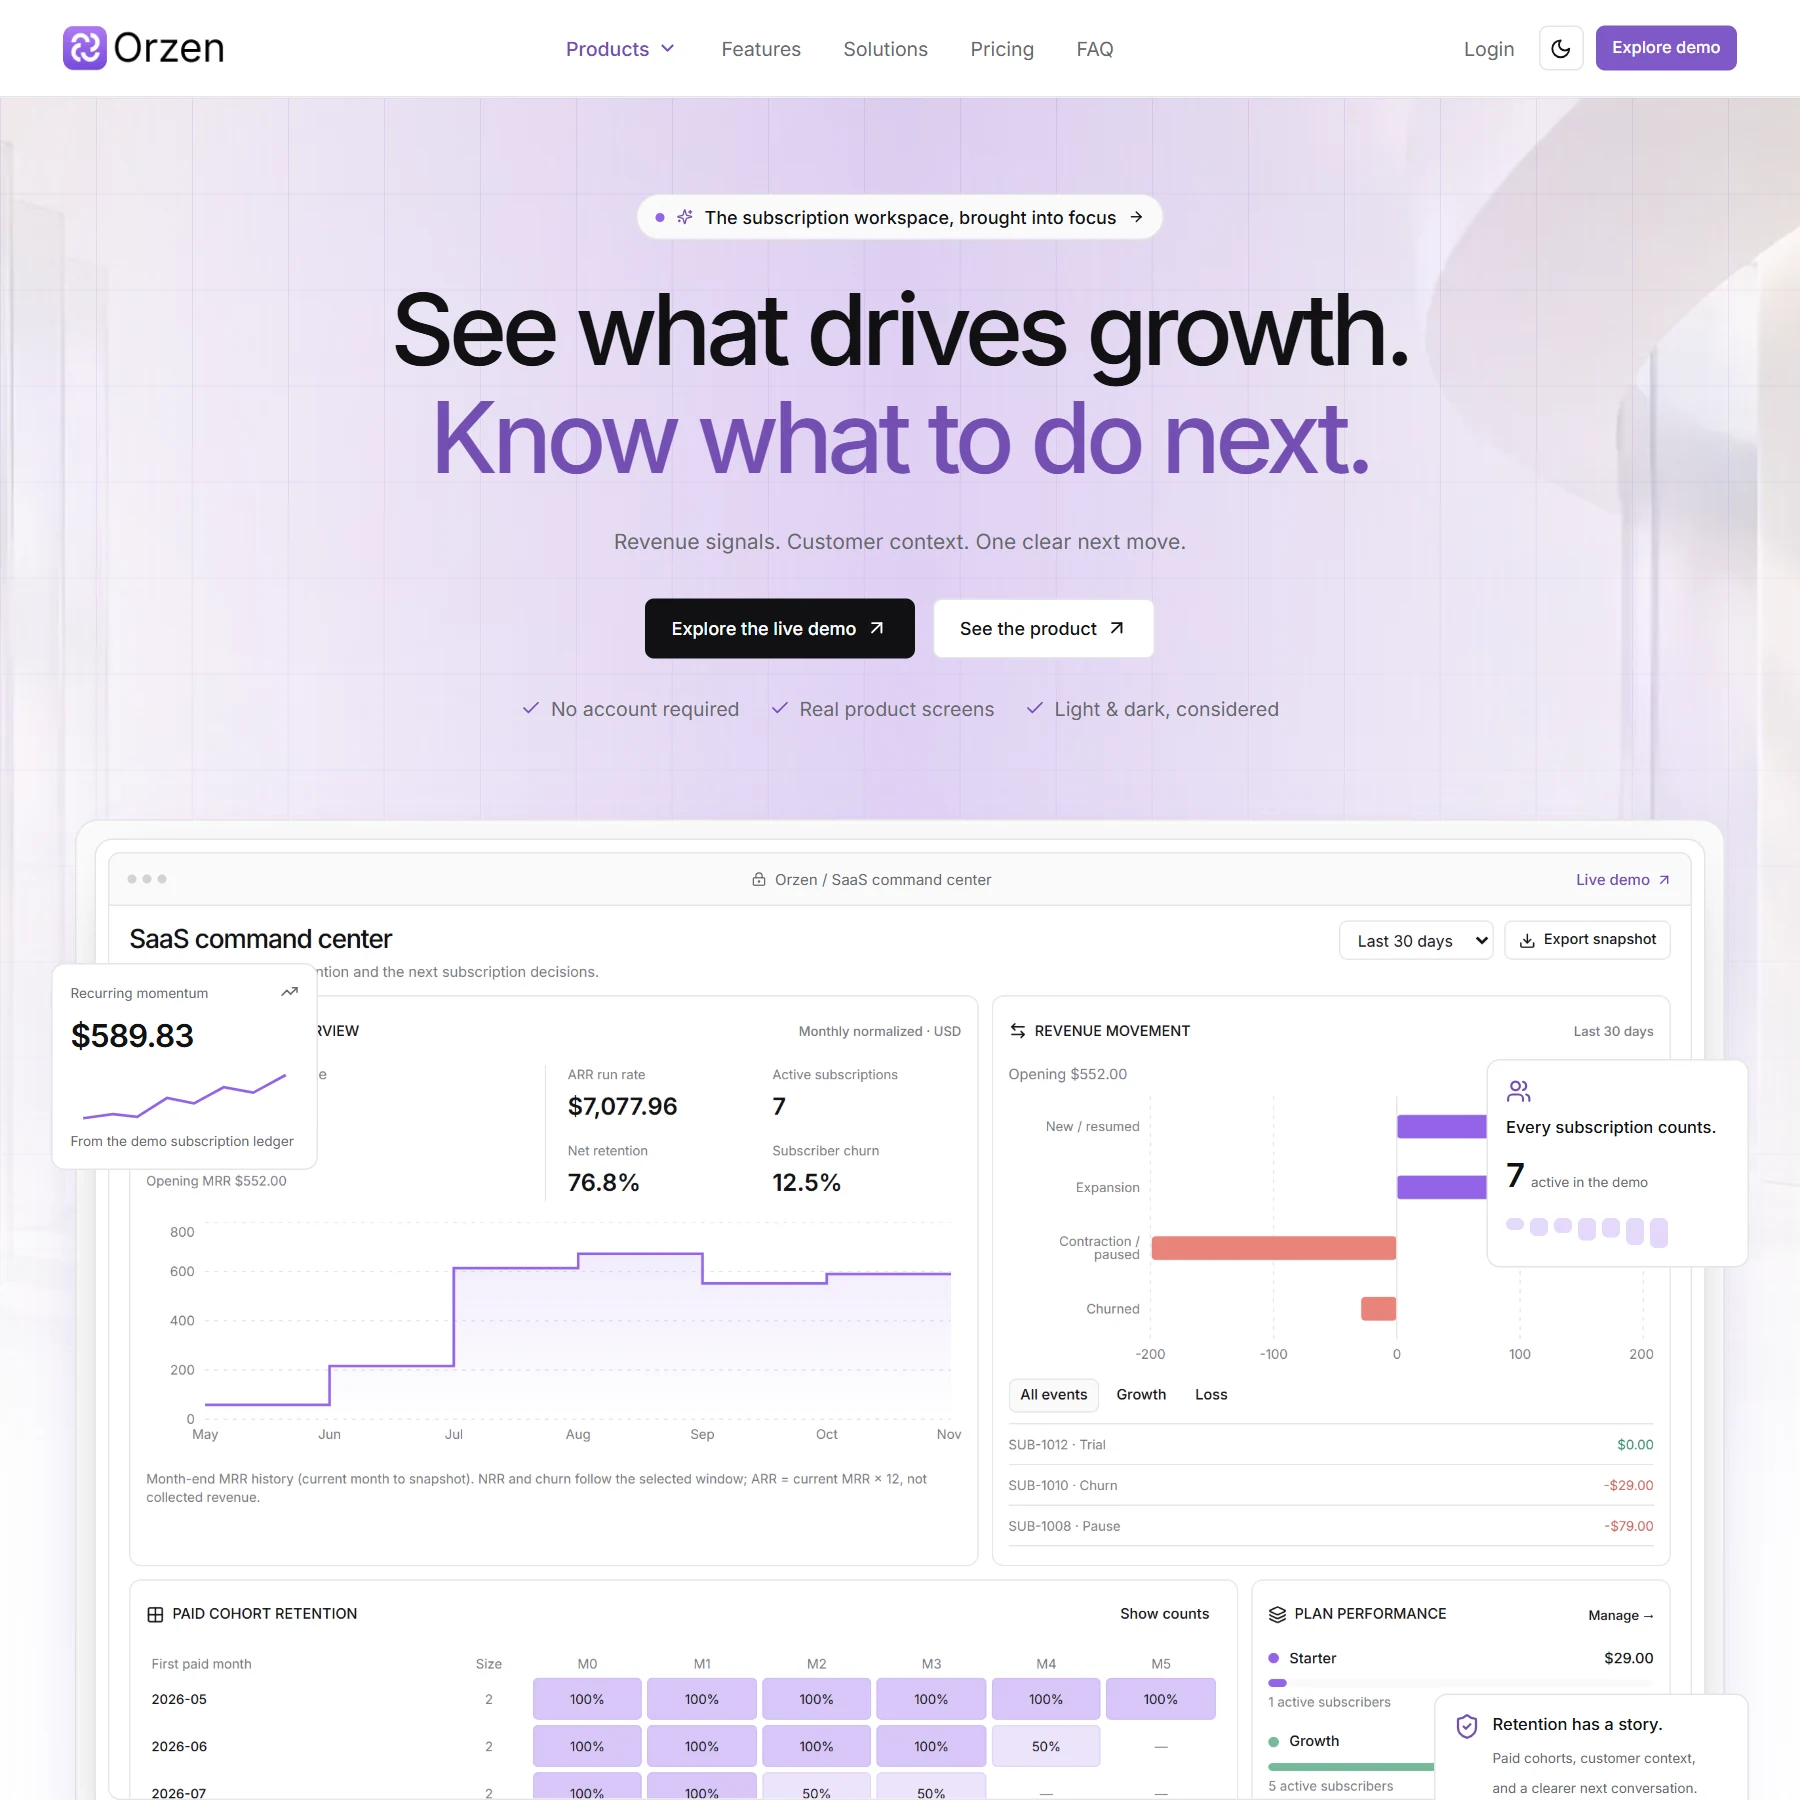 Orzen
Products
Features
Solutions
Pricing
FAQ
Login
Explore demo
The subscription workspace, brought into focus →
See what drives growth.
Know what to do next.
Revenue signals. Customer context. One clear next move.
Explore the live demo
See the product
No account required
Real product screens
Light & dark, considered
Orzen / SaaS command center
Live demo
SaaS command center
Last 30 days
Export snapshot
and the next subscription decisions.
Recurring momentum
$589.83
From the demo subscription ledger
Monthly normalized · USD
ARR run rate
$7,077.96
Active subscriptions
7
Net retention
76.8%
Subscriber churn
12.5%
Opening MRR $552.00
800
600
400
200
0
May
Jun
Jul
Aug
Sep
Oct
Nov
Month-end MRR history (current month to snapshot). NRR and churn follow the selected window; ARR = current MRR × 12, not
collected revenue.
REVENUE MOVEMENT
Last 30 days
Opening $552.00
New / resumed
Expansion
Contraction /
paused
Churned
-200
-100
0
100
200
Every subscription counts.
7 active in the demo
All events
Growth
Loss
SUB-1012 · Trial
$0.00
SUB-1010 · Churn
-$29.00
SUB-1008 · Pause
-$79.00
PAID COHORT RETENTION
Show counts
First paid month
Size
M0
M1
M2
M3
M4
M5
2026-05
2
100%
100%
100%
100%
100%
100%
2026-06
2
100%
100%
100%
100%
50%
—
2026-07
2
100%
100%
50%
50%
—
—
PLAN PERFORMANCE
Manage →
Starter
$29.00
1 active subscribers
Growth
5 active subscribers
Retention has a story.
Paid cohorts, customer context,
and a clearer next conversation.